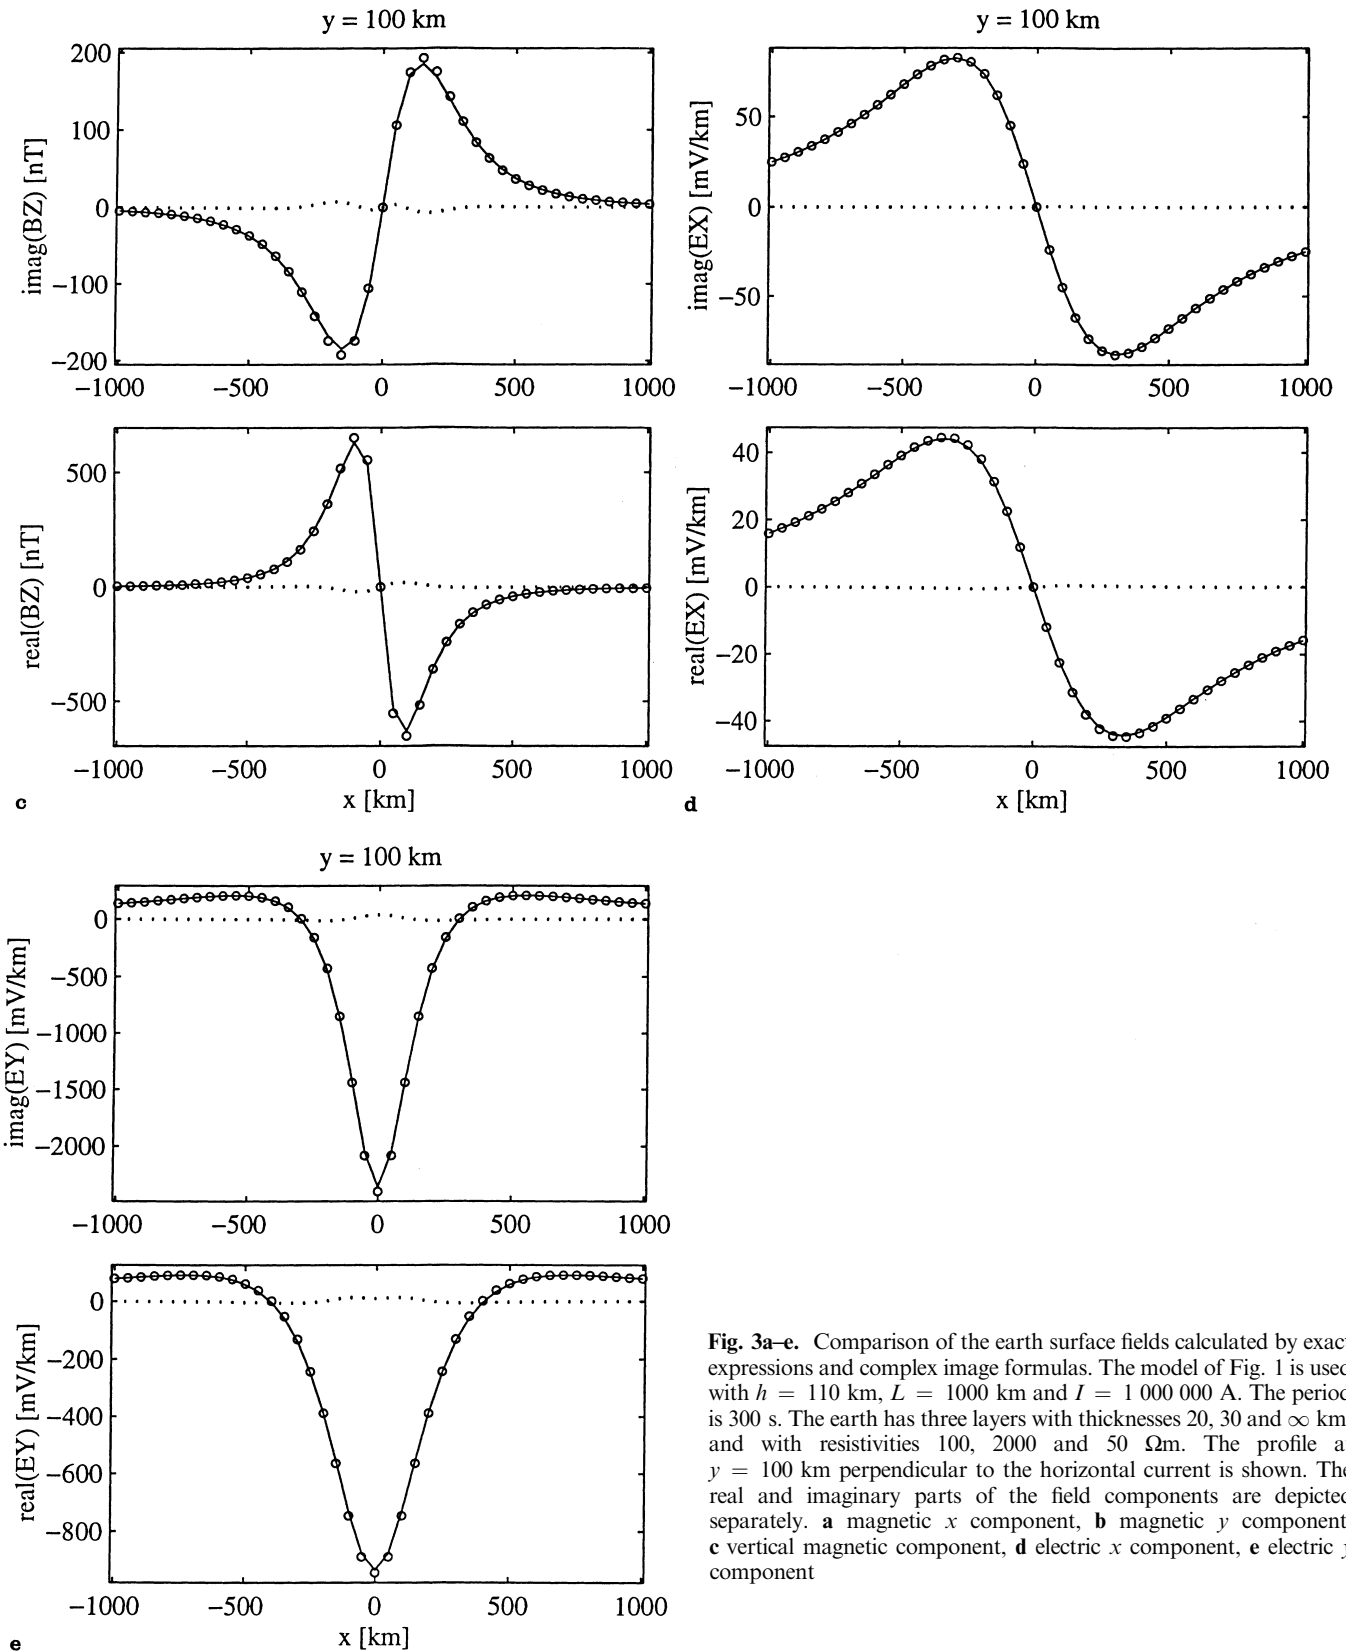 y = 100 km
200
100
0
−100
−200
imag(BZ) [nT]
−1000 −500 0 500 1000
500
0
−500
real(BZ) [nT]
−1000 −500 0 500 1000
c
x [km]
y = 100 km
50
0
−50
imag(EX) [mV/km]
−1000 −500 0 500 1000
40
20
0
−20
−40
real(EX) [mV/km]
−1000 −500 0 500 1000
d
x [km]
y = 100 km
0
−500
−1000
−1500
−2000
imag(EY) [mV/km]
−1000 −500 0 500 1000
0
−200
−400
−600
−800
real(EY) [mV/km]
−1000 −500 0 500 1000
x [km]
e
Fig. 3a–e. Comparison of the earth surface fields calculated by exac
expressions and complex image formulas. The model of Fig. 1 is used
with h = 110 km, L = 1000 km and I = 1 000 000 A. The period
is 300 s. The earth has three layers with thicknesses 20, 30 and ∞ km
and with resistivities 100, 2000 and 50 Ωm. The profile a
y = 100 km perpendicular to the horizontal current is shown. The
real and imaginary parts of the field components are depicted
separately. a magnetic x component, b magnetic y component
c vertical magnetic component, d electric x component, e electric y
component